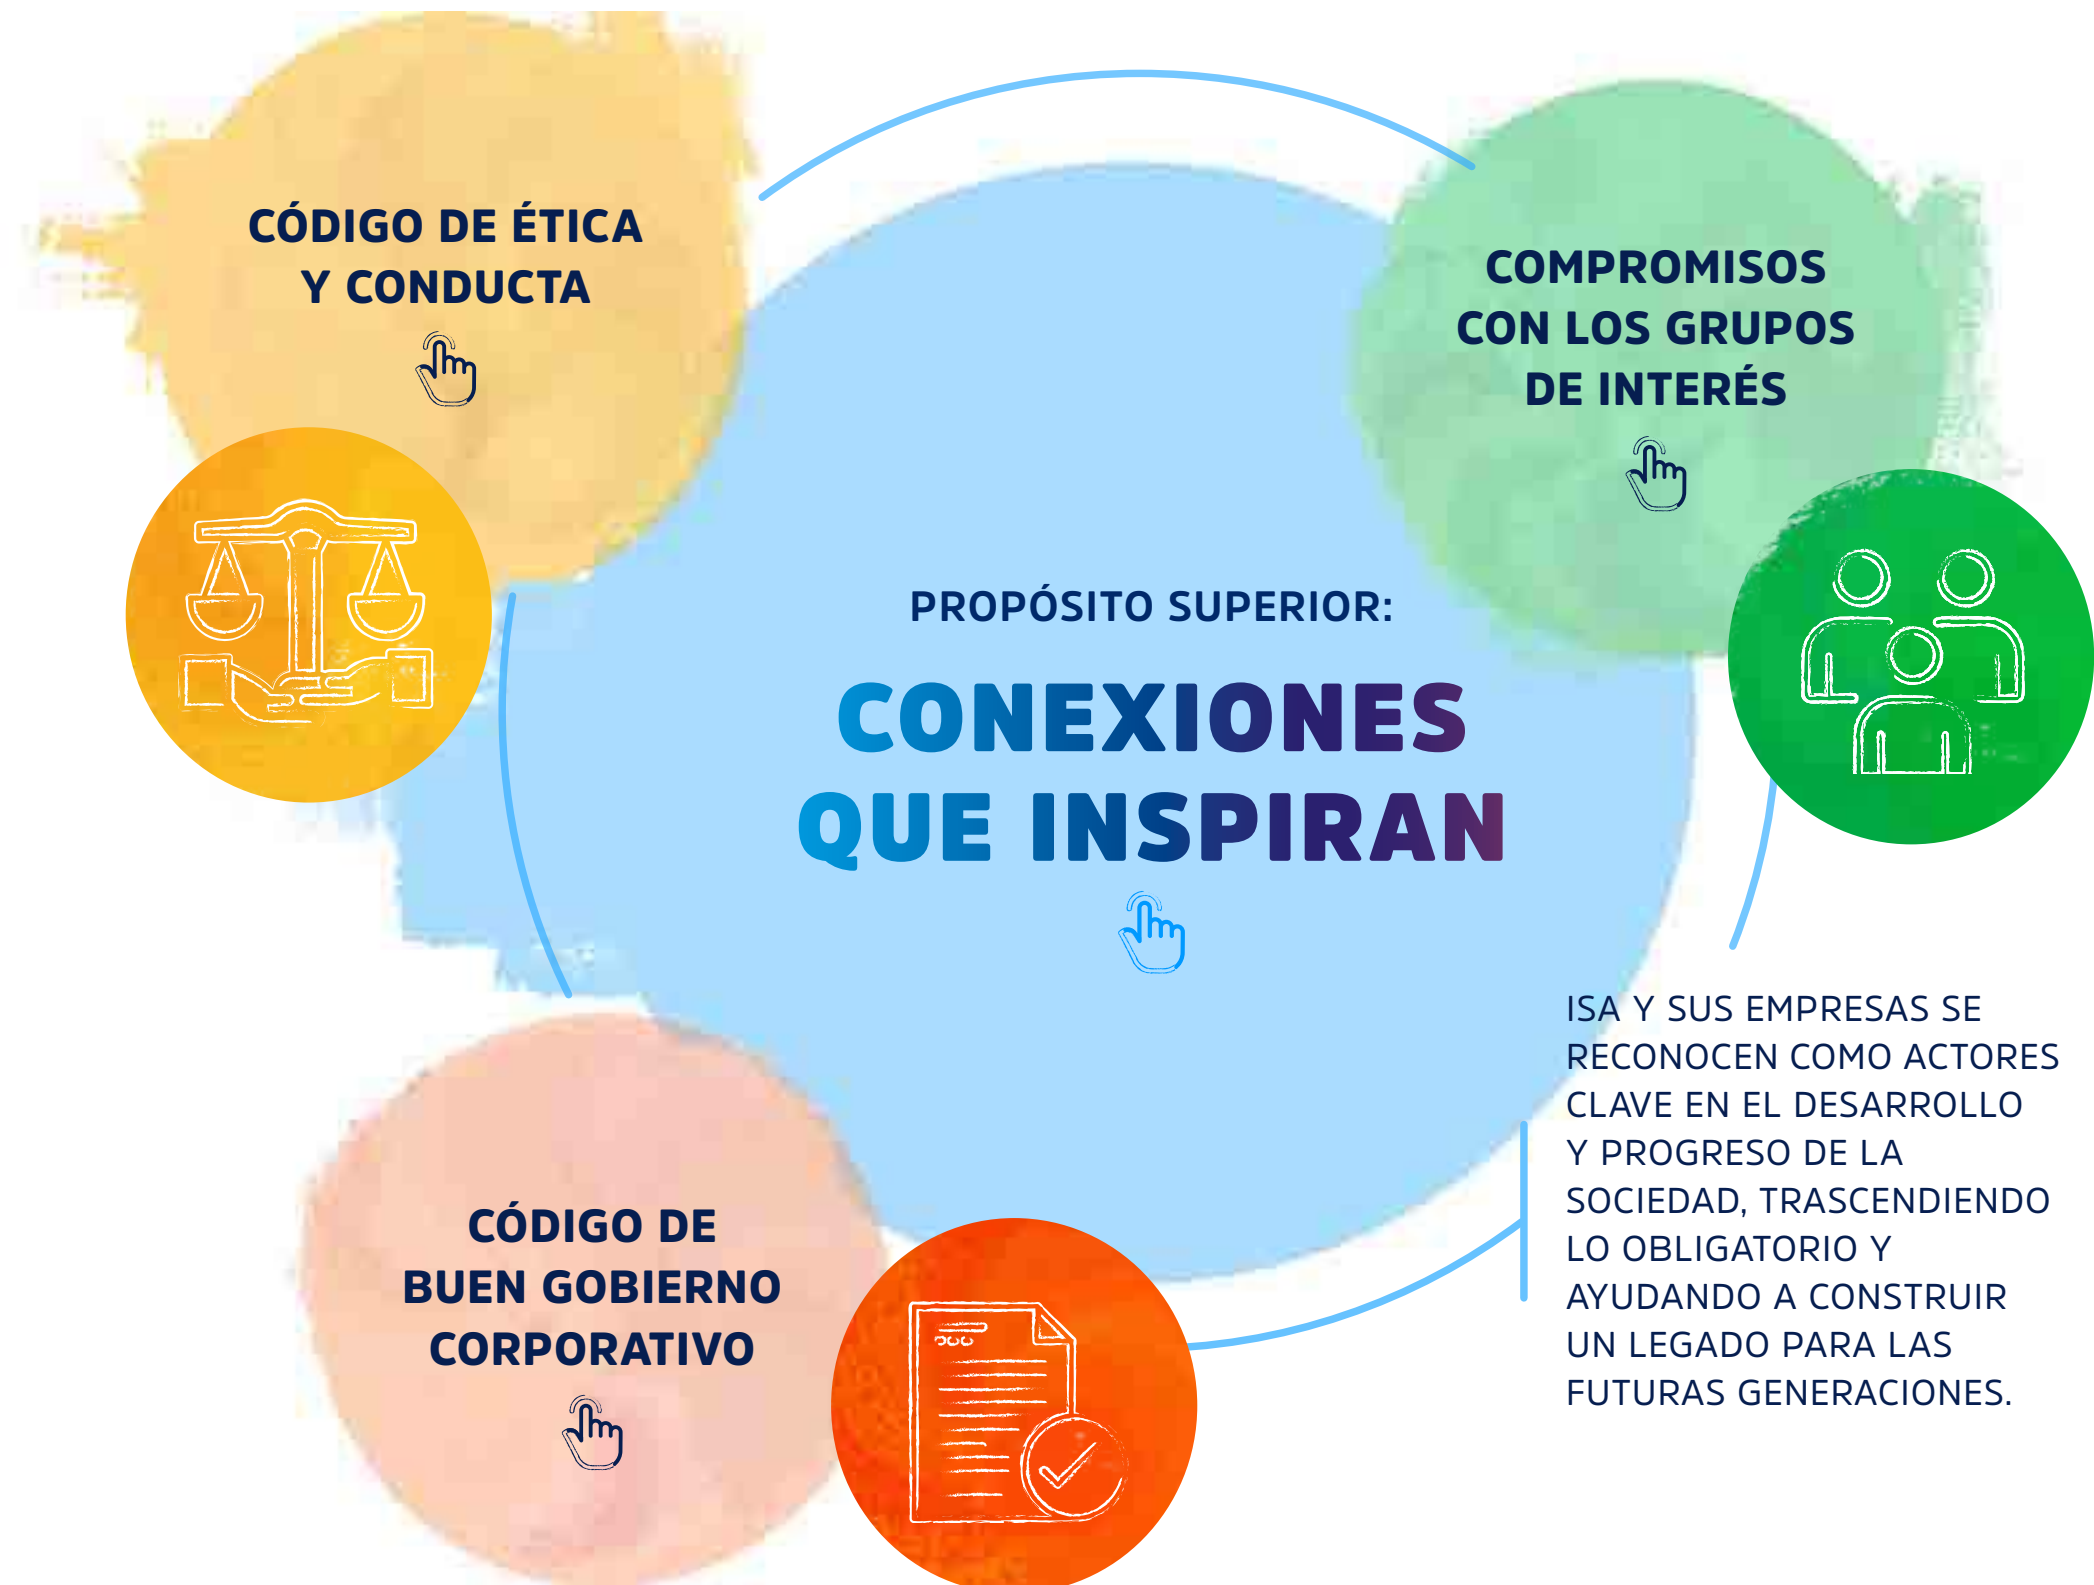 CÓDIGO DE ÉTICA
Y CONDUCTA
COMPROMISOS
CON LOS GRUPOS
DE INTERÉS
PROPÓSITO SUPERIOR:
CONEXIONES
QUE INSPIRAN
ISA Y SUS EMPRESAS SE
RECONOCEN COMO ACTORES
CLAVE EN EL DESARROLLO
Y PROGRESO DE LA
SOCIEDAD, TRASCENDIENDO
LO OBLIGATORIO Y
AYUDANDO A CONSTRUIR
UN LEGADO PARA LAS
FUTURAS GENERACIONES.
CÓDIGO DE
BUEN GOBIERNO
CORPORATIVO